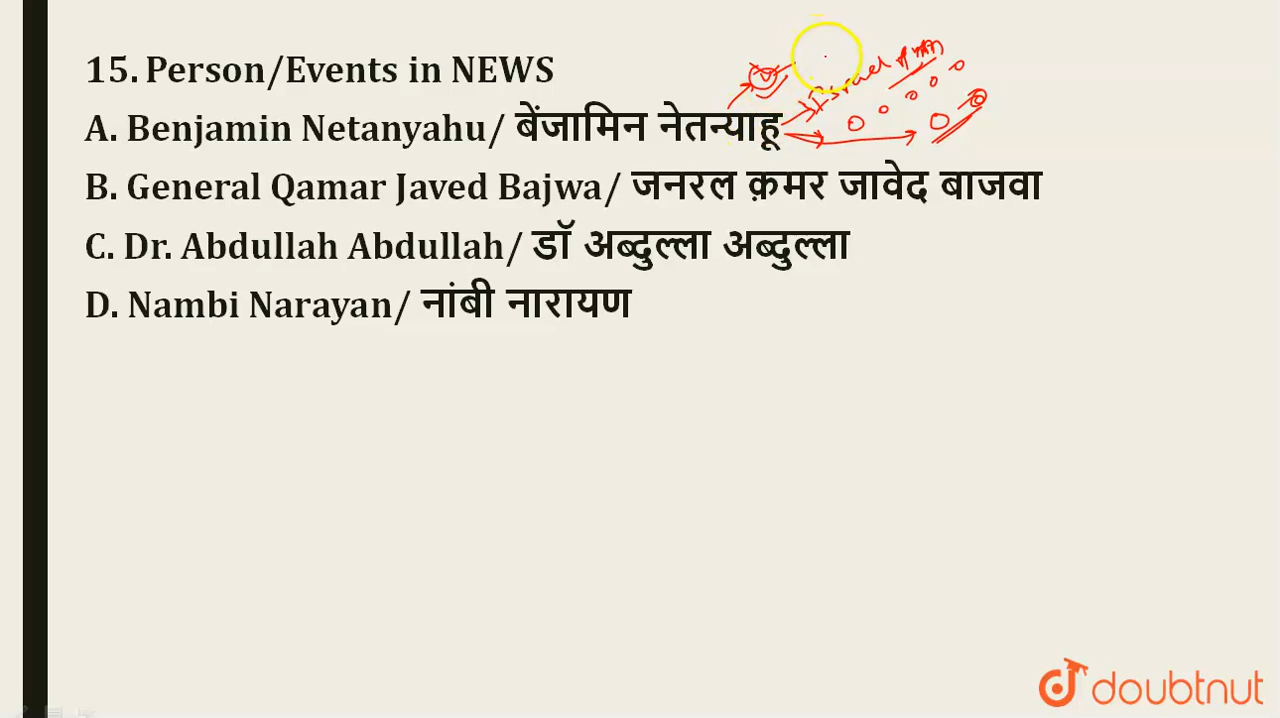 15. Person/Events in NEWS
Israel
A. Benjamin Netanyahu/ बेंजामिन नेतन्याहू
B. General Qamar Javed Bajwa/ जनरल क़मर जावेद बाजवा
C. Dr. Abdullah Abdullah/ डॉ अब्दुल्ला अब्दुल्ला
D. Nambi Narayan/ नांबी नारायण
doubtnut